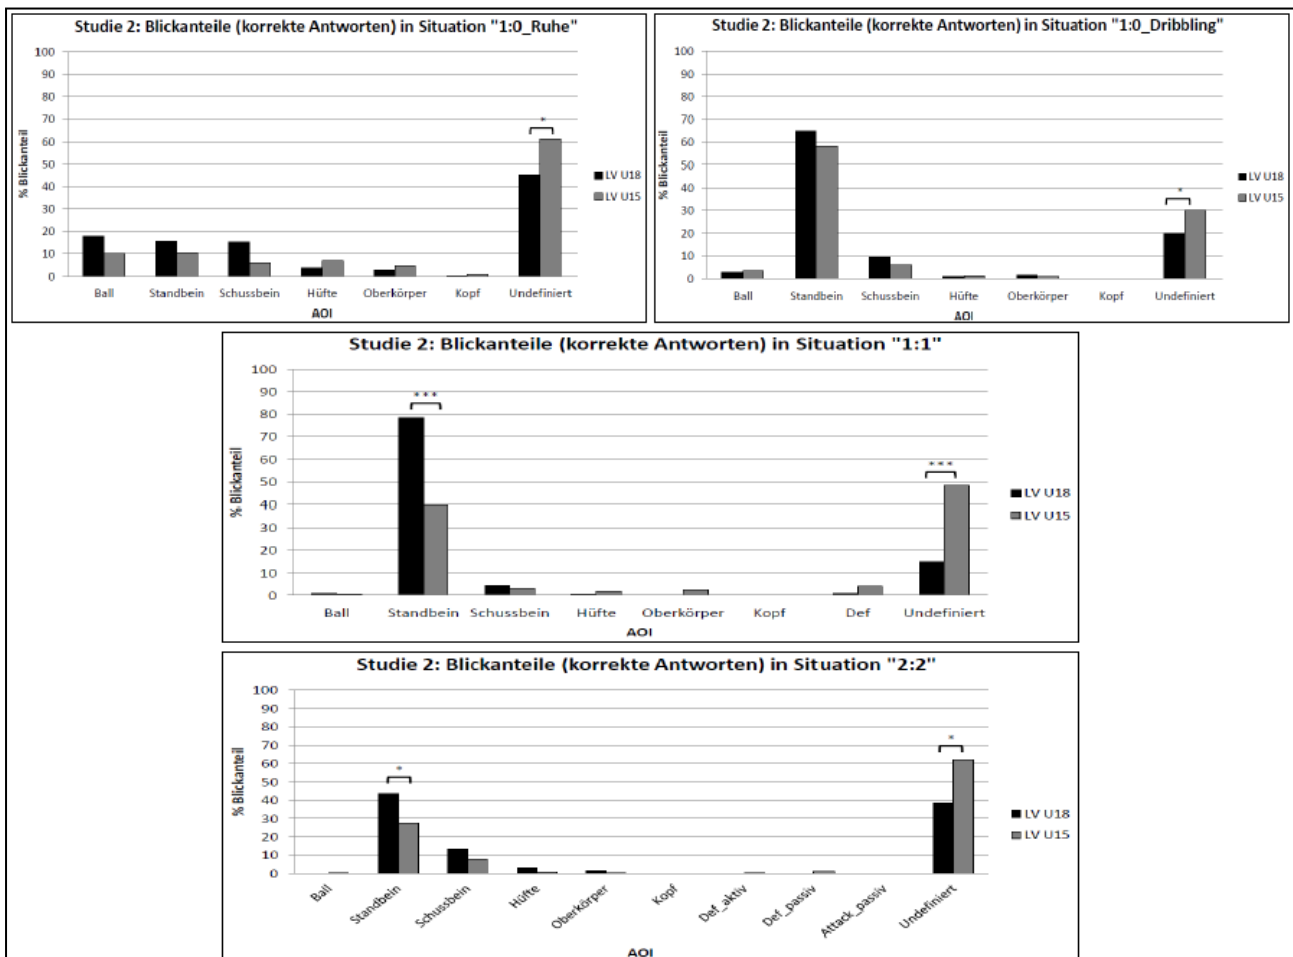 Studie 2: Blickanteile (korrekte Antworten) in Situation "1:0_Ruhe"
100
90
80
70
60
50
40
30
20
10
0
% Blickanteil
*
Ball Standbein Schussbein Hüfte Oberkörper Kopf Undefiniert
AOI
LV U18
LV U15
Studie 2: Blickanteile (korrekte Antworten) in Situation "1:0_Dribbling"
100
90
80
70
60
50
40
30
20
10
0
% Blickanteil
*
Ball Standbein Schussbein Hüfte Oberkörper Kopf Undefiniert
AOI
LV U18
LV U15
Studie 2: Blickanteile (korrekte Antworten) in Situation "1:1"
100
90
80
70
60
50
40
30
20
10
0
% Blickanteil
***
***
Ball Standbein Schussbein Hüfte Oberkörper Kopf Def Undefiniert
AOI
LV U18
LV U15
Studie 2: Blickanteile (korrekte Antworten) in Situation "2:2"
100
90
80
70
60
50
40
30
20
10
0
% Blickanteil
*
*
Ball Standbein Schussbein Hüfte Oberkörper Kopf Def_aktiv Def_passiv Attack_passiv Undefiniert
AOI
LV U18
LV U15